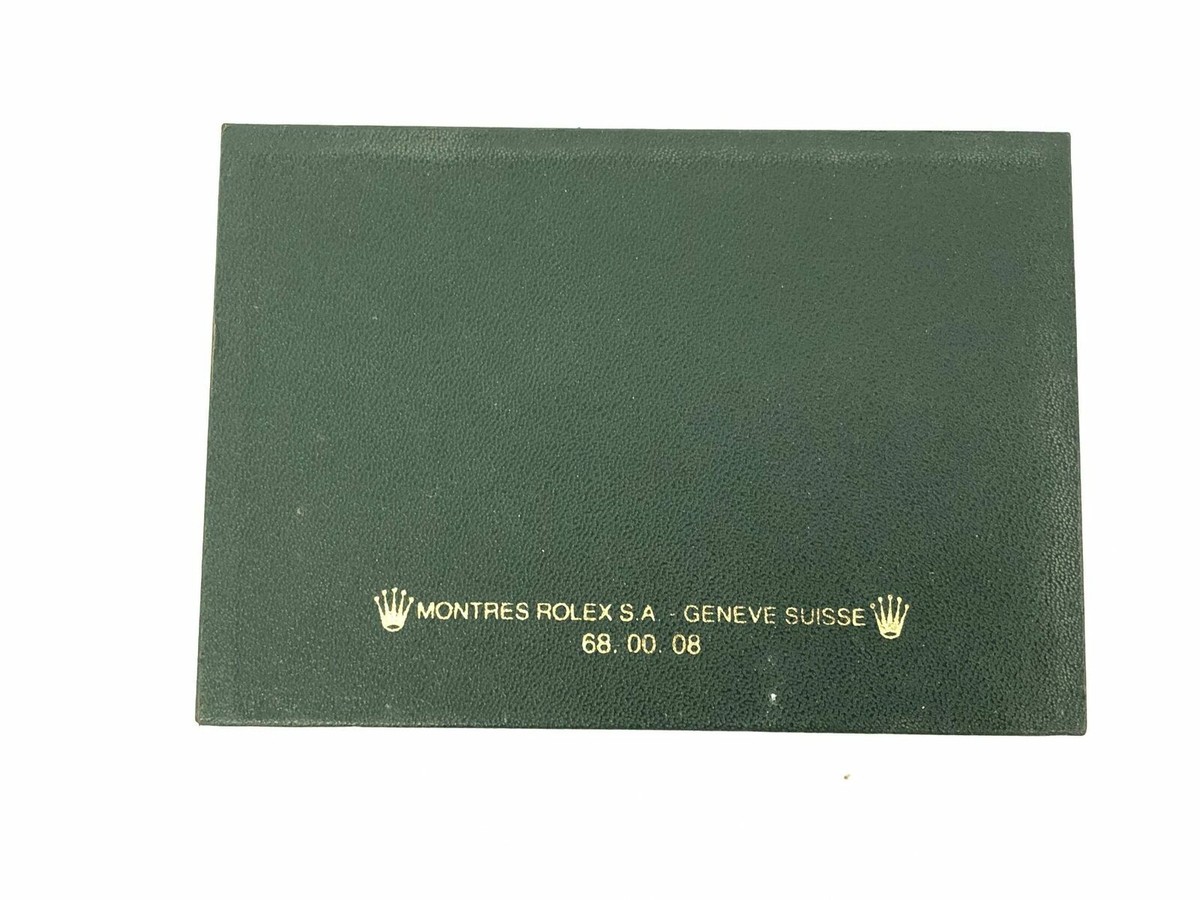 MONTRES ROLEX S.A. - GENEVE SUISSE
68. 00. 08